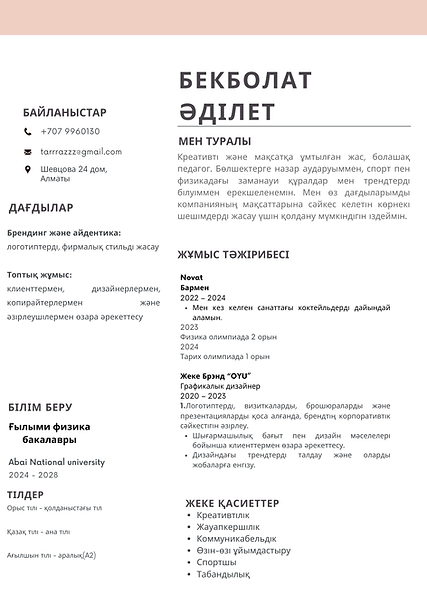 БЕКБОЛАТ
ӘДІЛЕТ
БАЙЛАНЫСТАР
+707 9960130
tarrrazzz@gmail.com
Шевцова 24 дом,
Алматы
ДАҒДЫЛАР
Брендинг және айдентика:
логотиптерді, фирмалық стильді жасау
Топтық жұмыс:
клиенттермен, дизайнерлермен,
копирайтерлермен және
әзірлеушілермен өзара әрекеттесу
БІЛІМ БЕРУ
Ғылыми физика
бакалавры
Abai National university
2024 - 2028
ТІЛДЕР
Орыс тілі - қолданыстағы тіл
Қазақ тілі - ана тілі
Ағылшын тілі - аралық(А2)
МЕН ТУРАЛЫ
Креативті және мақсатқа ұмтылған жас, болашақ
педагог. Бөлшектерге назар аударуыммен, спорт пен
физикадағы заманауи құралдар мен трендтерді
білуіммен ерекшеленемін. Мен өз дағдыларымды
компанияның мақсаттарына сәйкес келетін көрнекі
шешімдерді жасау үшін қолдану мүмкіндігін іздеймін.
ЖҰМЫС ТӘЖІРИБЕСІ
Novat
Бармен
2022 – 2024
• Мен кез келген санаттағы коктейльдерді дайындай
аламын.
2023
Физика олимпиада 2 орын
2024
Тарих олимпиада 1 орын
Жеке Брэнд “OYU”
Графикалық дизайнер
2020 – 2023
1.Логотиптерді, визиткаларды, брошюраларды және
презентацияларды қоса алғанда, брендтің корпоративтік
сәйкестігін әзірлеу.
• Шығармашылық бағыт пен дизайн мәселелері
бойынша клиенттермен өзара әрекеттесу.
• Дизайндағы трендтерді талдау және оларды
жобаларға енгізу.
ЖЕКЕ ҚАСИЕТТЕР
• Креативтілік
• Жауапкершілік
• Коммуникабельдік
• Өзін-өзі ұйымдастыру
• Спортшы
• Табандылық